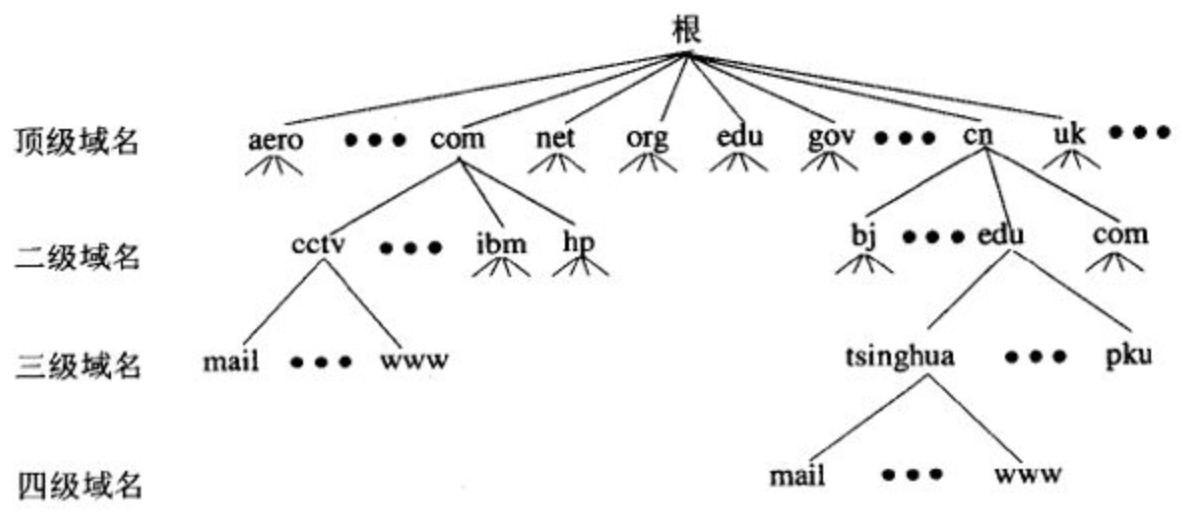 根
顶级域名 aero ••• com net org edu gov ••• cn uk •••
二级域名 cctv ••• ibm hp bj ••• edu com
三级域名 mail ••• www tsinghua ••• pku
四级域名 mail ••• www